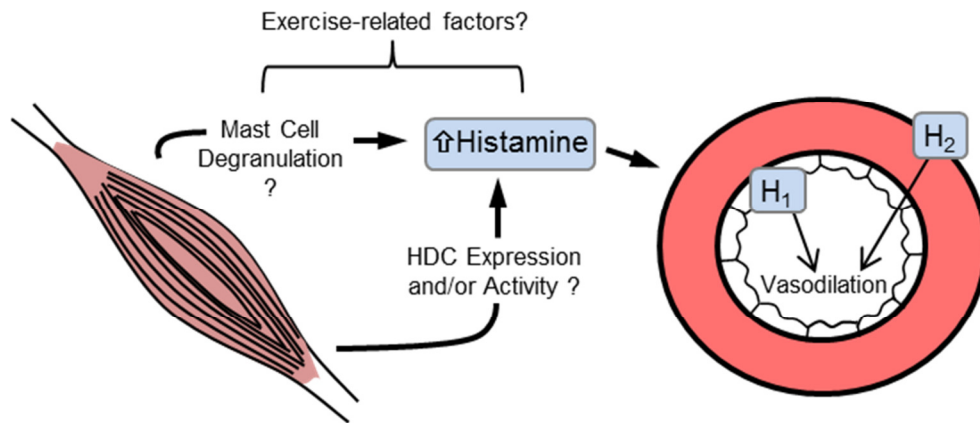 Exercise-related factors?
Mast Cell
Degranulation
?
⇧Histamine
HDC Expression
and/or Activity ?
H₁
H₂
Vasodilation